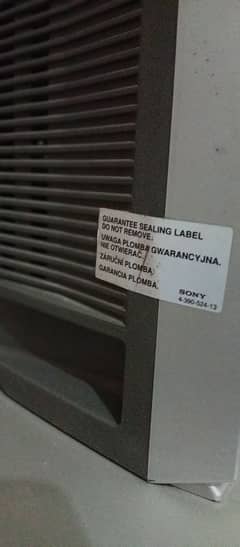 GUARANTEE SEALING LABEL
DO NOT REMOVE.
UWAGA PLOMBA GWARANCYJNA.
NIE OTWIERAĆ.
ZÁRUČNÍ PLOMBA.
GARANCIA PLOMBA.
SONY
4-390-524-13